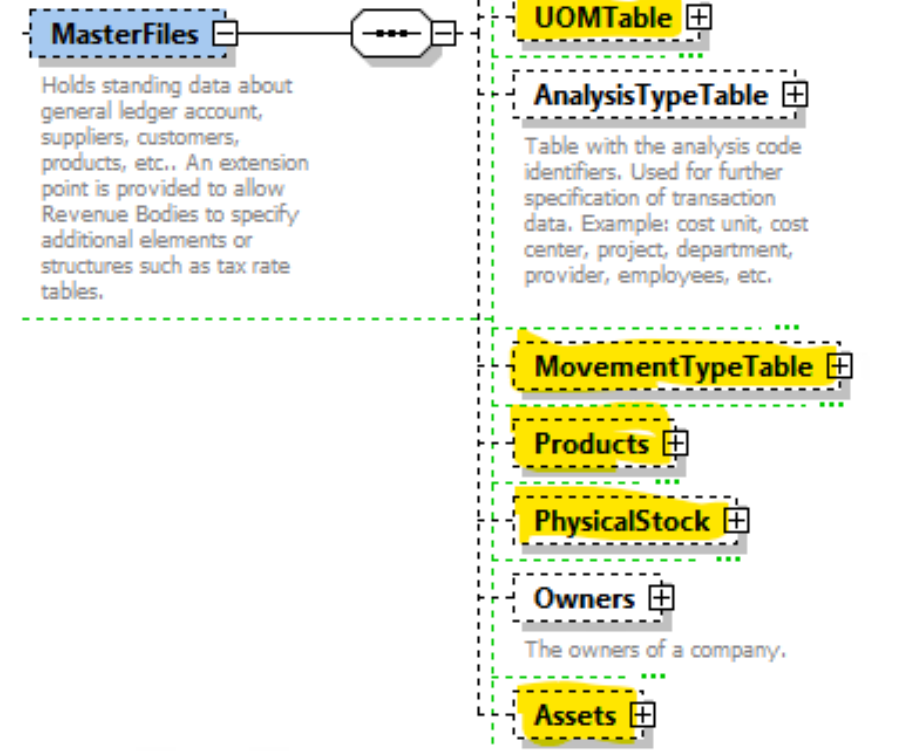 MasterFiles
Holds standing data about
general ledger account,
suppliers, customers,
products, etc.. An extension
point is provided to allow
Revenue Bodies to specify
additional elements or
structures such as tax rate
tables.
UOMTable
AnalysisTypeTable
Table with the analysis code
identifiers. Used for further
specification of transaction
data. Example: cost unit, cost
center, project, department,
provider, employees, etc.
MovementTypeTable
Products
PhysicalStock
Owners
The owners of a company.
Assets